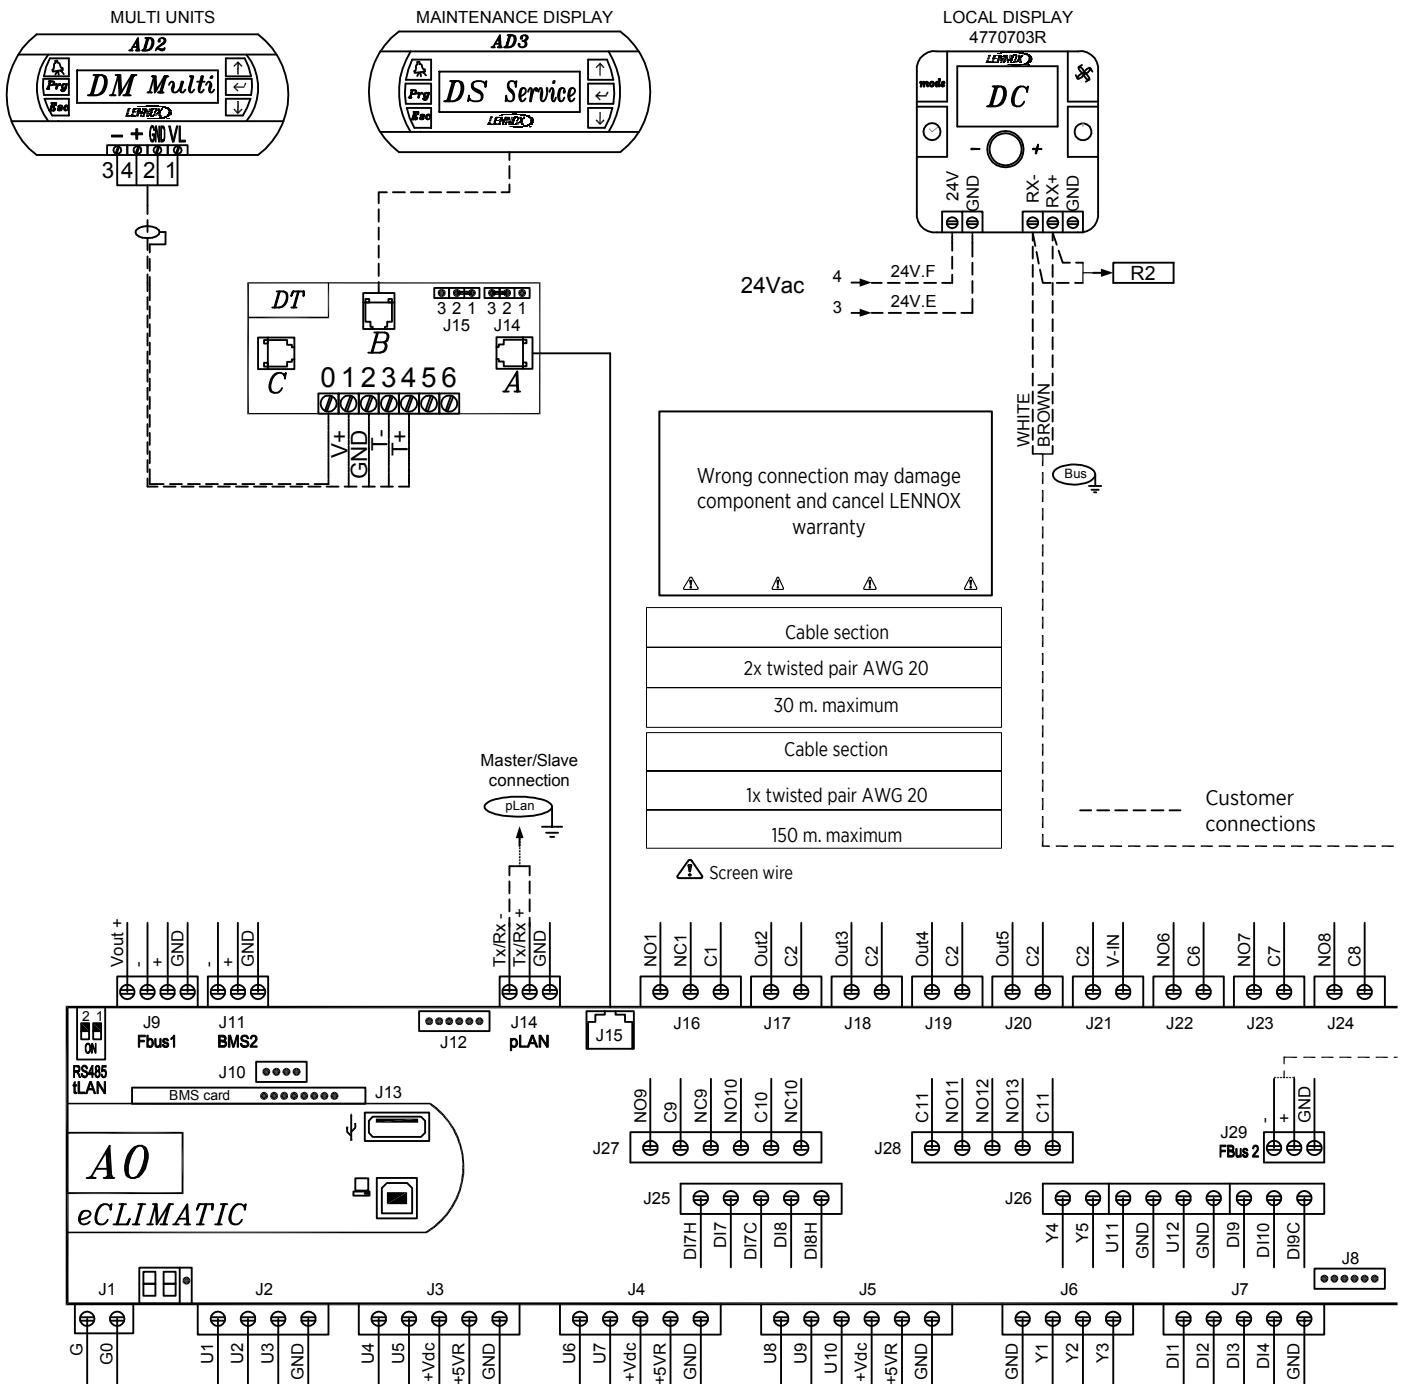 MULTI UNITS
AD2
Prg
Esc
DM Multi
LENNOX
- + GND VL
3 4 2 1
MAINTENANCE DISPLAY
AD3
Prg
Esc
DS Service
LENNOX
LOCAL DISPLAY
4770703R
LENNOX
mode
DC
- +
24V
GND
RX-
RX+
GND
24Vac
4 24V.F
3 24V.E
R2
WHITE
BROWN
Bus
DT
B
C
A
3 2 1
J15
3 2 1
J14
0 1 2 3 4 5 6
V+
GND
T-
T+
Wrong connection may damage
component and cancel LENNOX
warranty
Cable section
2x twisted pair AWG 20
30 m. maximum
Cable section
1x twisted pair AWG 20
150 m. maximum
Screen wire
Customer
connections
Master/Slave
connection
pLan
Vout +
-
+
GND
-
+
GND
Tx/Rx -
Tx/Rx +
GND
NO1
NC1
C1
Out2
C2
Out3
C2
Out4
C2
Out5
C2
C2
V-IN
NO6
C6
NO7
C7
NO8
C8
2 1
ON
RS485
tLAN
J9
Fbus1
J11
BMS2
J12
J14
pLAN
J15
J16
J17
J18
J19
J20
J21
J22
J23
J24
J10
BMS card
J13
NO9
C9
NC9
NO10
C10
NC10
J27
C11
NO11
NO12
NO13
C11
J28
-
+
GND
J29
FBus 2
AO
eCLIMATIC
J25
DI7H
DI7
DI7C
DI8
DI8H
J26
Y4
Y5
U11
GND
U12
GND
DI9
DI10
DI9C
J8
J1
J2
J3
J4
J5
J6
J7
G
G0
U1
U2
U3
GND
U4
U5
+Vdc
+5VR
GND
U6
U7
+Vdc
+5VR
GND
U8
U9
U10
+Vdc
+5VR
GND
GND
Y1
Y2
Y3
DI1
DI2
DI3
DI4
GND